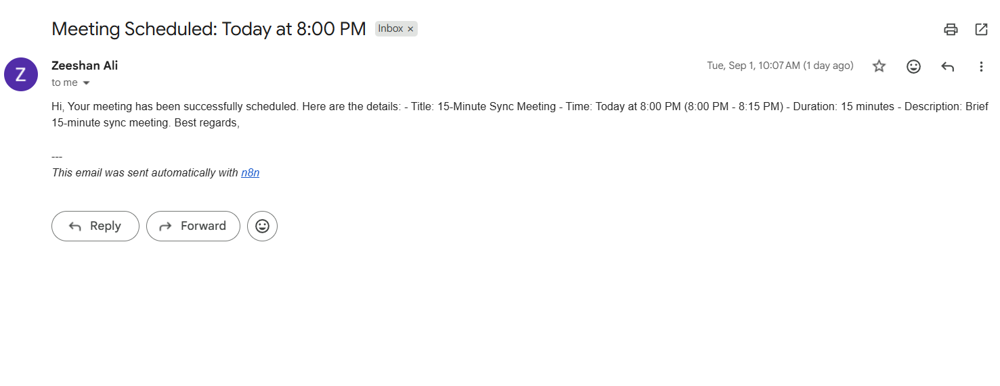 Meeting Scheduled: Today at 8:00 PM Inbox ×
Z
Zeeshan Ali
Tue, Sep 1, 10:07 AM (1 day ago)
to me
Hi, Your meeting has been successfully scheduled. Here are the details: - Title: 15-Minute Sync Meeting - Time: Today at 8:00 PM (8:00 PM - 8:15 PM) - Duration: 15 minutes - Description: Brief
15-minute sync meeting. Best regards,
---
This email was sent automatically with n8n
Reply Forward